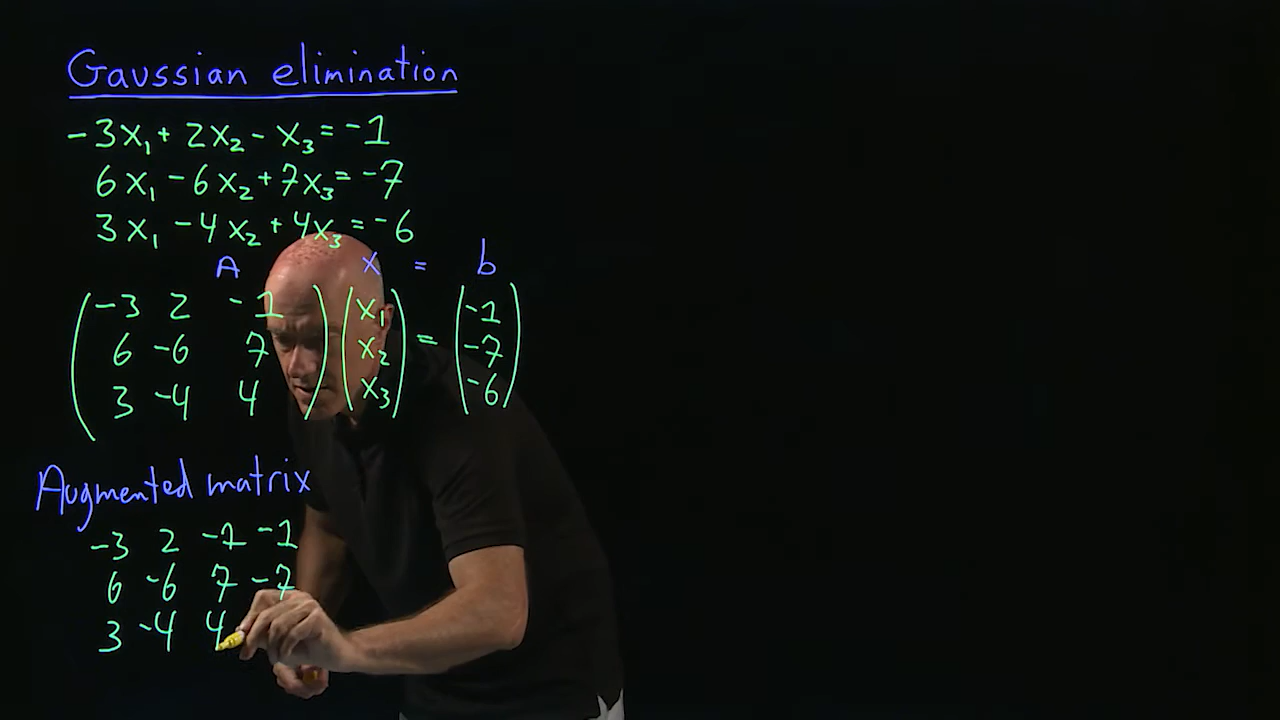 Gaussian elimination
-3x₁ + 2x₂ - x₃ = -1
6x₁ - 6x₂ + 7x₃ = -7
3x₁ - 4x₂ + 4x₃ = -6
A x = b
(-3 2 -1) (x₁) = (-1)
(6 -6 7) (x₂) = (-7)
(3 -4 4) (x₃) = (-6)
Augmented matrix
-3 2 -1 -1
6 -6 7 -7
3 -4 4